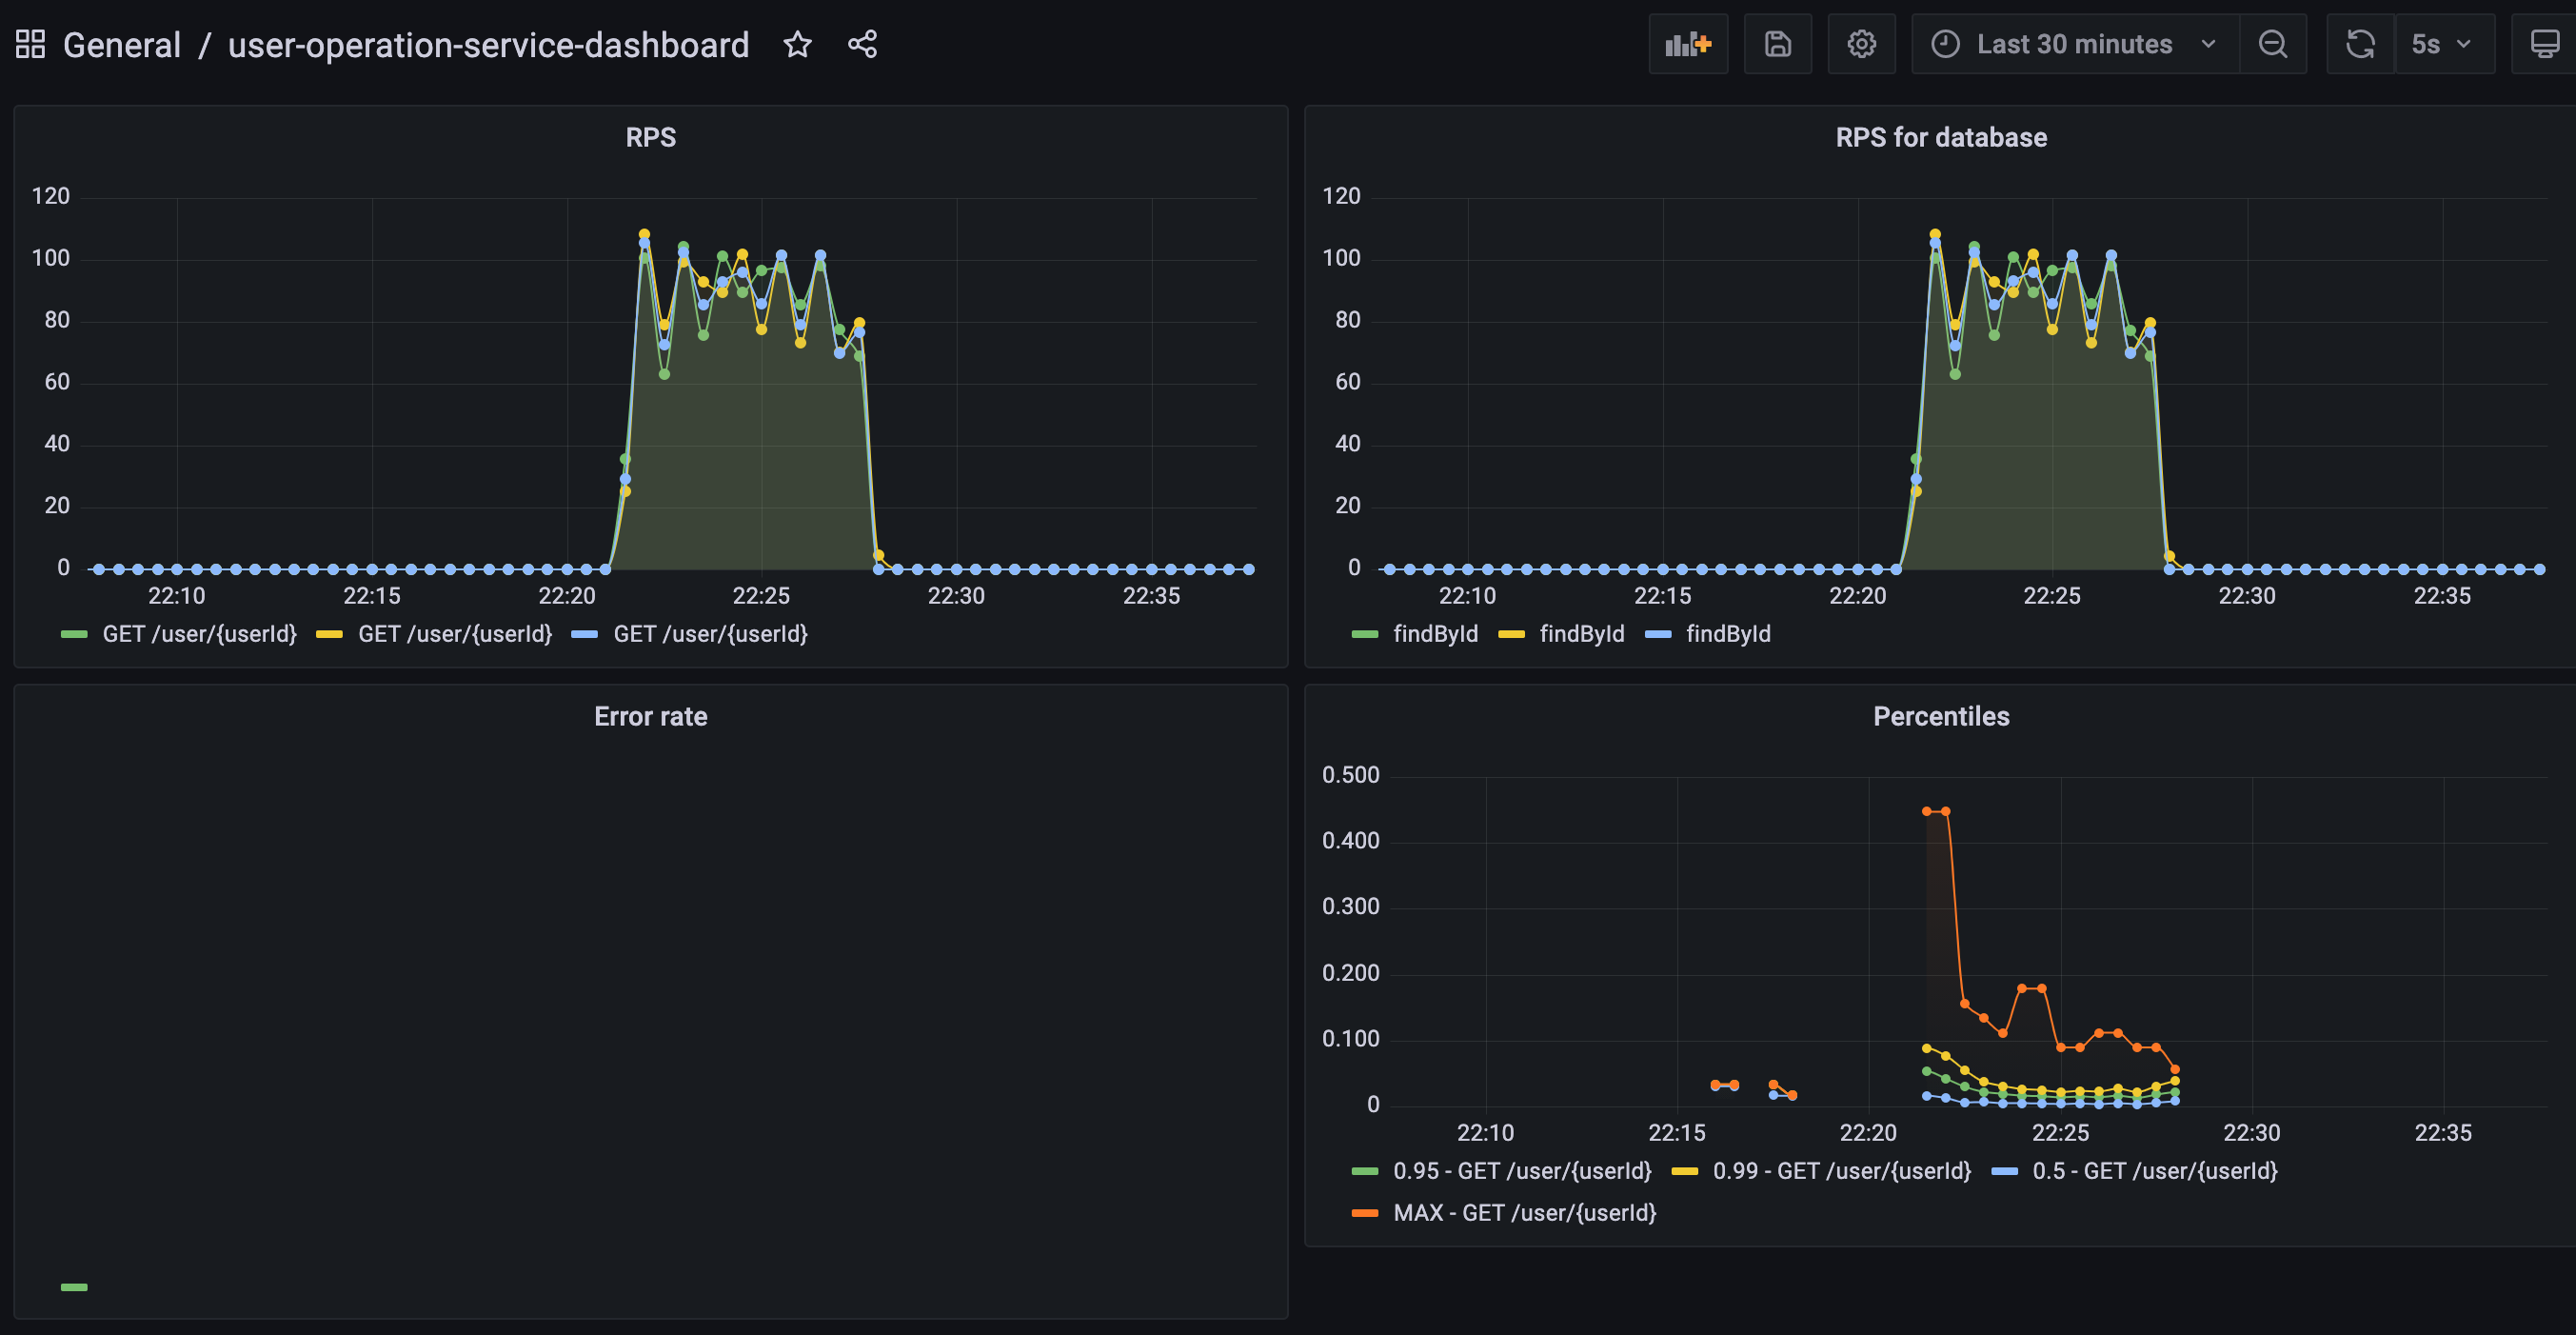 General / user-operation-service-dashboard
Last 30 minutes
5s
RPS
120
100
80
60
40
20
0
22:10 22:15 22:20 22:25 22:30 22:35
GET /user/{userId} GET /user/{userId} GET /user/{userId}
RPS for database
120
100
80
60
40
20
0
22:10 22:15 22:20 22:25 22:30 22:35
findById findById findById
Error rate
Percentiles
0.500
0.400
0.300
0.200
0.100
0
22:10 22:15 22:20 22:25 22:30 22:35
0.95 - GET /user/{userId} 0.99 - GET /user/{userId} 0.5 - GET /user/{userId}
MAX - GET /user/{userId}